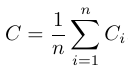 C = \frac{1}{n} \sum_{i=1}^{n} C_i